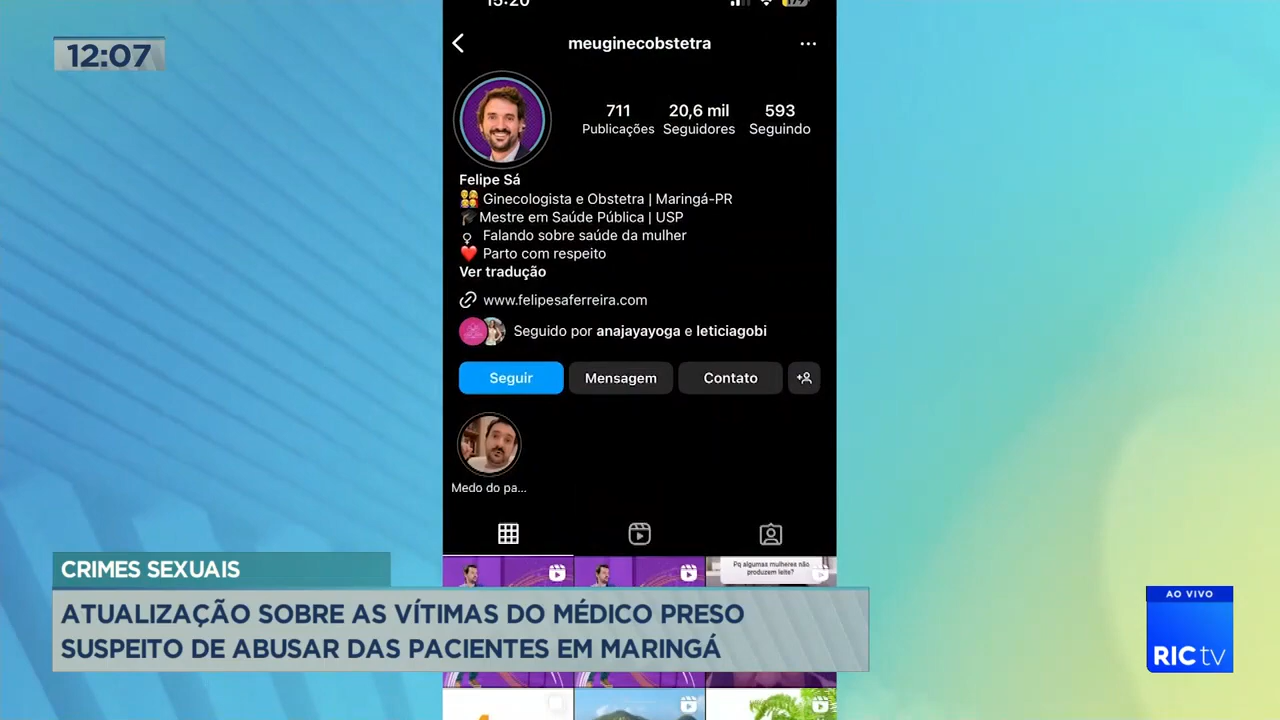 12:07
15:20
meuginecobstetra
711
20,6 mil
593
Publicações
Seguidores
Seguindo
Felipe Sá
Ginecologista e Obstetra | Maringá-PR
Mestre em Saúde Pública | USP
Falando sobre saúde da mulher
Parto com respeito
Ver tradução
www.felipesaferreira.com
Seguido por anajayayoga e leticiagobi
Seguir
Mensagem
Contato
Medo do pa...
Pq algumas mulheres não
produzem leite?
CRIMES SEXUAIS
ATUALIZAÇÃO SOBRE AS VÍTIMAS DO MÉDICO PRESO
SUSPEITO DE ABUSAR DAS PACIENTES EM MARINGÁ
AO VIVO
RIC tv